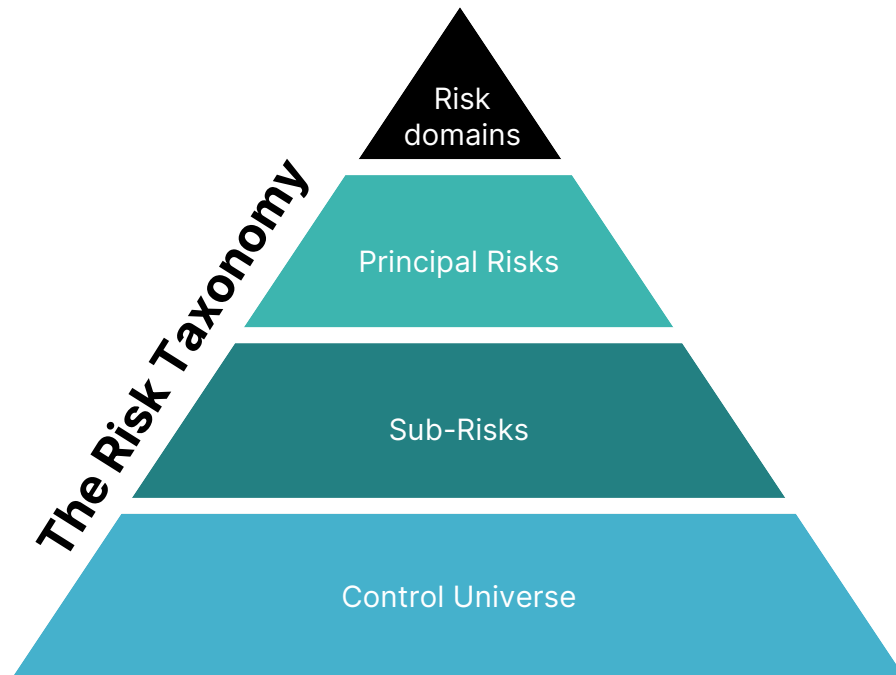 The Risk Taxonomy
Risk
domains
Principal Risks
Sub-Risks
Control Universe